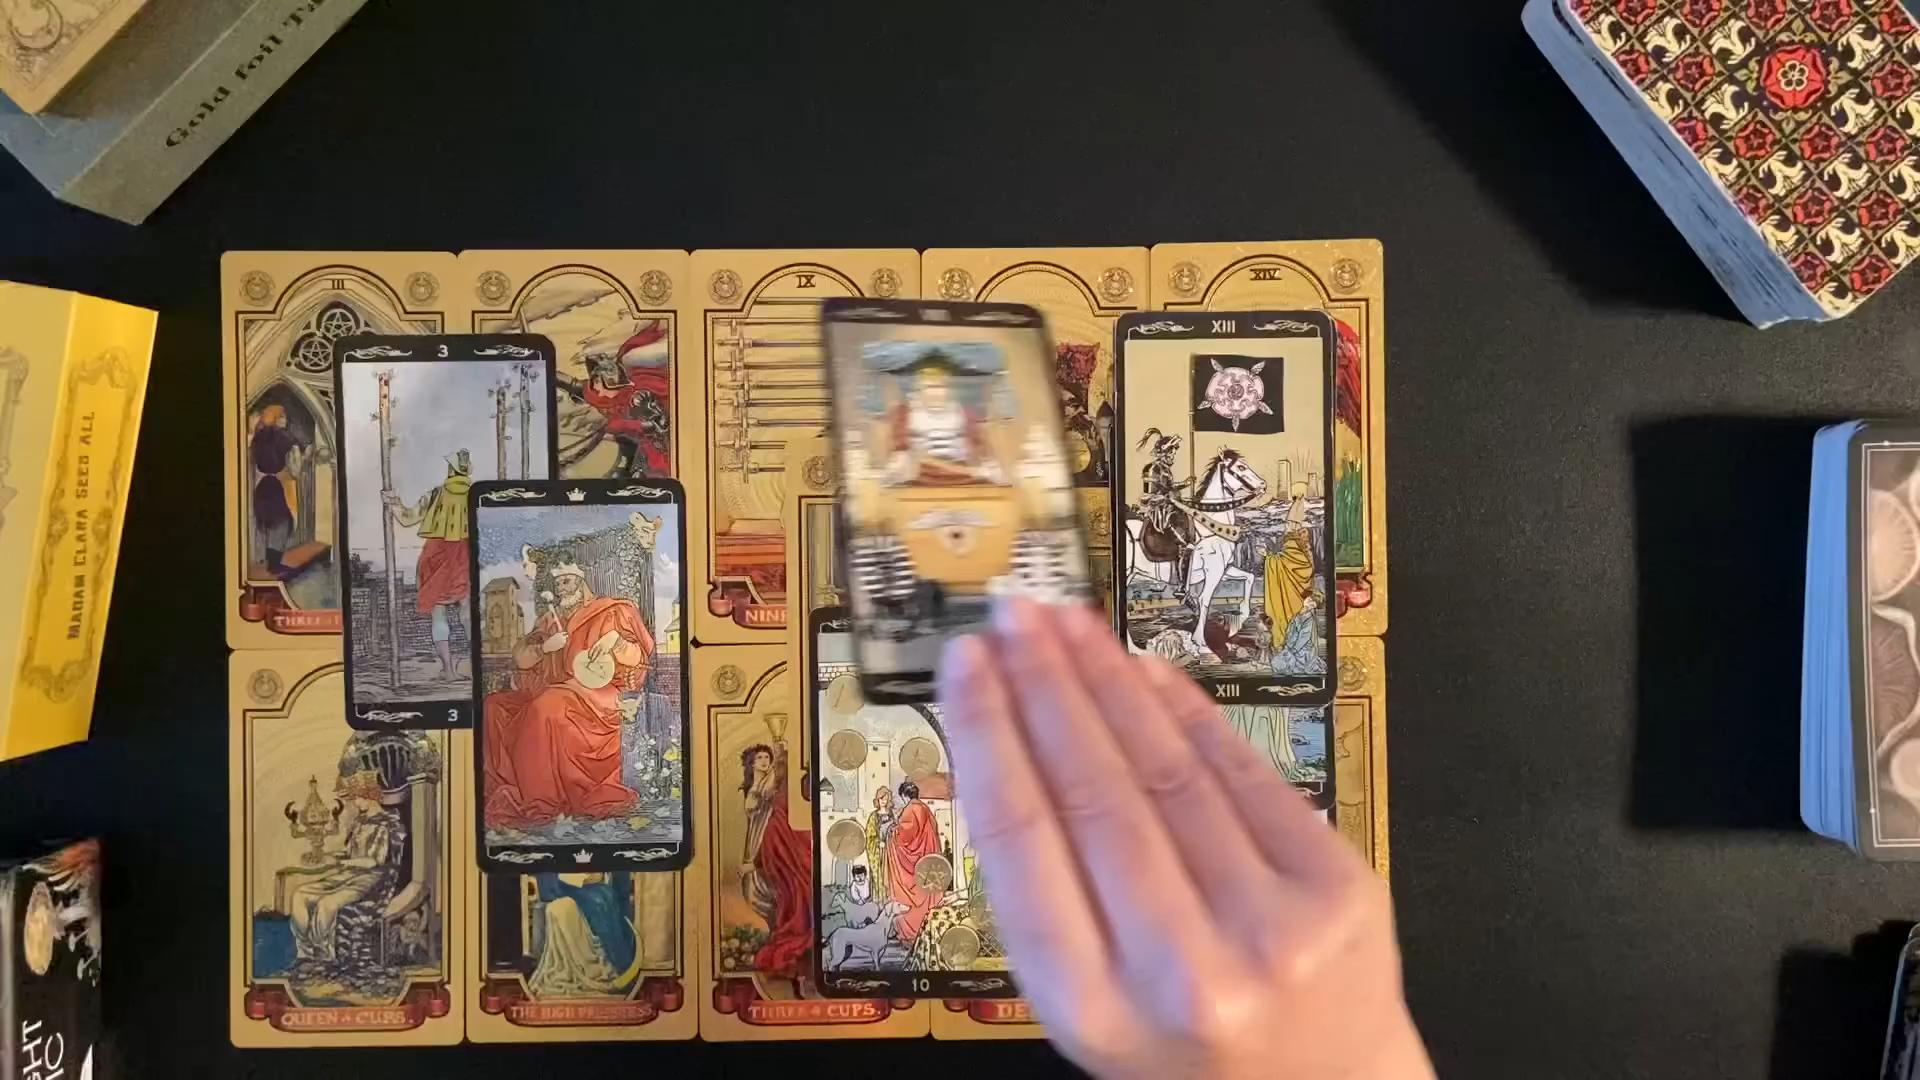 Gold foil Ta
III
IX
XIV
3
XIII
MADAM CLARA SEES ALL
THREE
NINE
3
XIII
10
QUEEN of CUPS.
THE HIGH PRIESTESS
THREE of CUPS.
DE